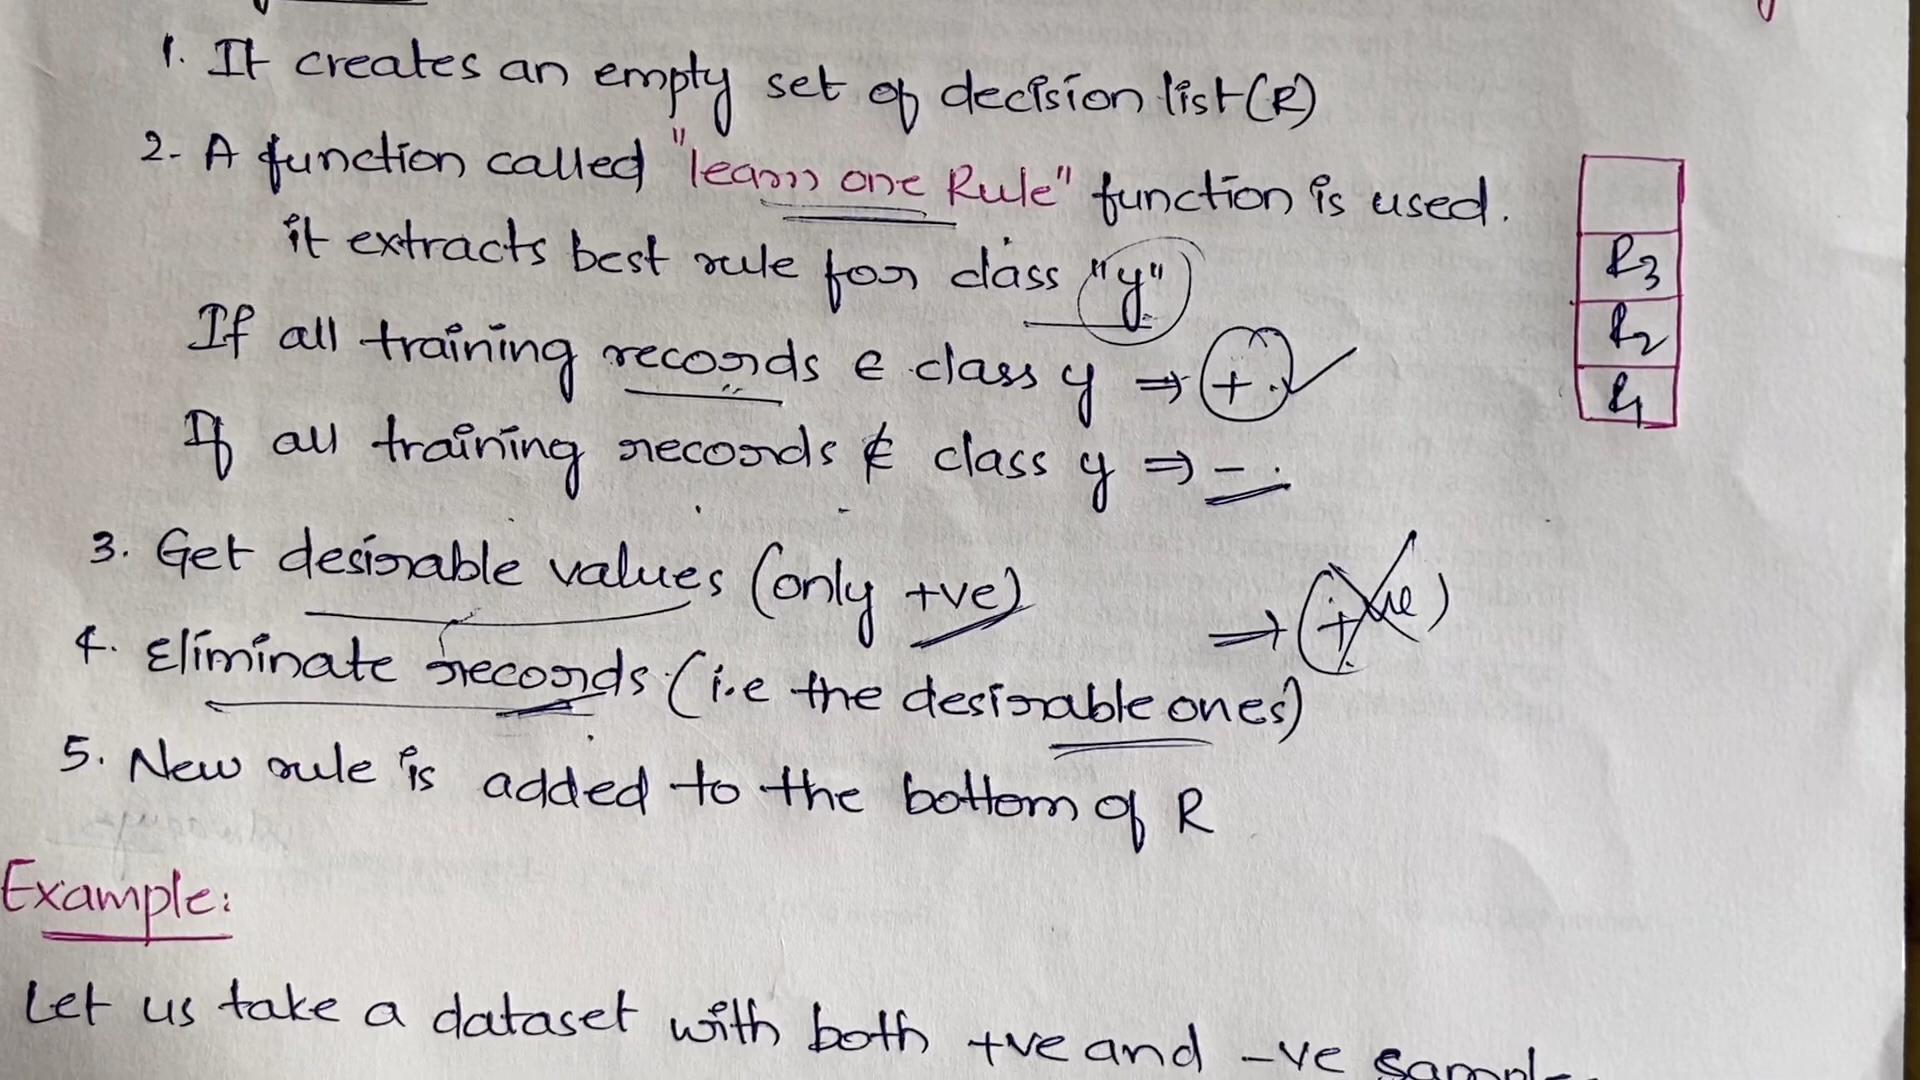 1. It creates an empty set of decision list (R)
2. A function called "learn one Rule" function is used.
it extracts best rule for class "y"
If all training records ∈ class y ⇒ +.
If all training records ∉ class y ⇒ -.
R3
R2
R1
3. Get desirable values (only +ve)
⇒ (+ve)
4. Eliminate records (i.e the desirable ones)
5. New rule is added to the bottom of R
Example:
Let us take a dataset with both +ve and -ve